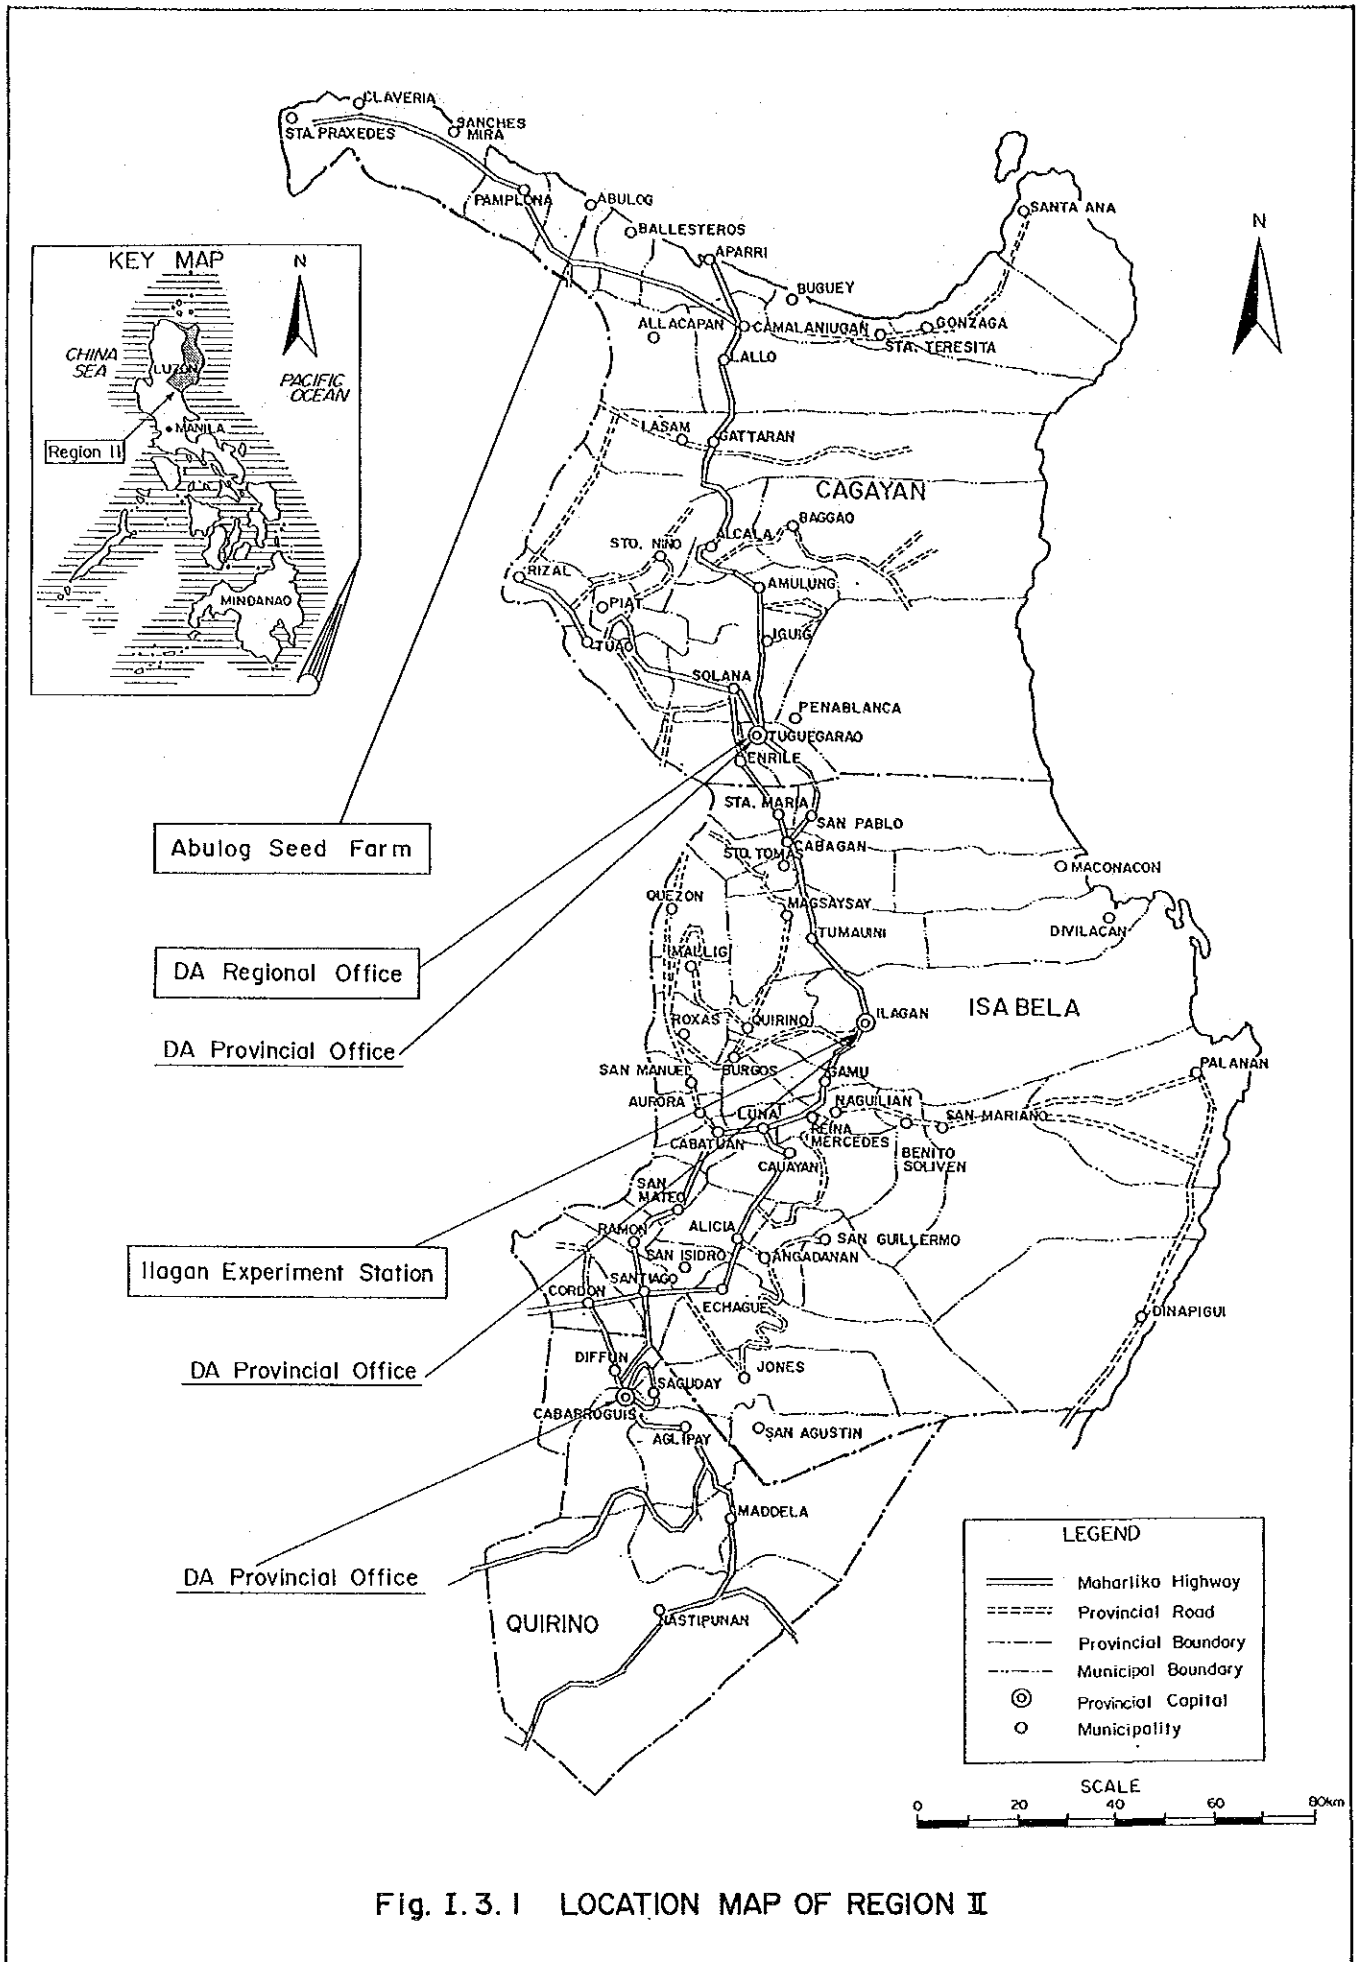 CLAVERIA
STA. PRAXEDES
SANCHES
MIRA
PAMPLONA
ABULOG
BALLESTEROS
APARRI
BUGUEY
SANTA ANA
N
KEY MAP
N
CHINA
SEA
LUZON
PACIFIC
OCEAN
MANILA
Region II
MINDANAO
ALLACAPAN
CAMALANIUGAN
STA. TERESITA
GONZAGA
LALLO
LASAM
GATTARAN
CAGAYAN
BAGGAO
ALCALA
STO. NINO
RIZAL
PIAT
AMULUNG
TUAO
IGUIG
SOLANA
PENABLANCA
TUGUEGARAO
ENRILE
STA. MARIA
SAN PABLO
CABAGAN
STO. TOMAS
MACONACON
Abulog Seed Farm
QUEZON
MAGSAYSAY
TUMAUINI
DIVILACAN
MALLIG
DA Regional Office
ISABELA
ILAGAN
ROXAS
QUIRINO
DA Provincial Office
SAN MANUEL
BURGOS
GAMU
PALANAN
AURORA
LUNA
NAGUILIAN
REINA
MERCEDES
SAN MARIANO
CABATUAN
BENITO
SOLIVEN
CAUAYAN
SAN
MATEO
RAMON
ALICIA
SAN GUILLERMO
SAN ISIDRO
ANGADANAN
Ilagan Experiment Station
CORDON
SANTIAGO
ECHAGUE
DINAPIGUI
DIFFUN
JONES
DA Provincial Office
SAGUDAY
CABARROGUIS
AGLIPAY
SAN AGUSTIN
MADDELA
DA Provincial Office
QUIRINO
NASTIPUNAN
LEGEND
Maharlika Highway
Provincial Road
Provincial Boundary
Municipal Boundary
Provincial Capital
Municipality
SCALE
0 20 40 60 80km
Fig. I.3.1 LOCATION MAP OF REGION II